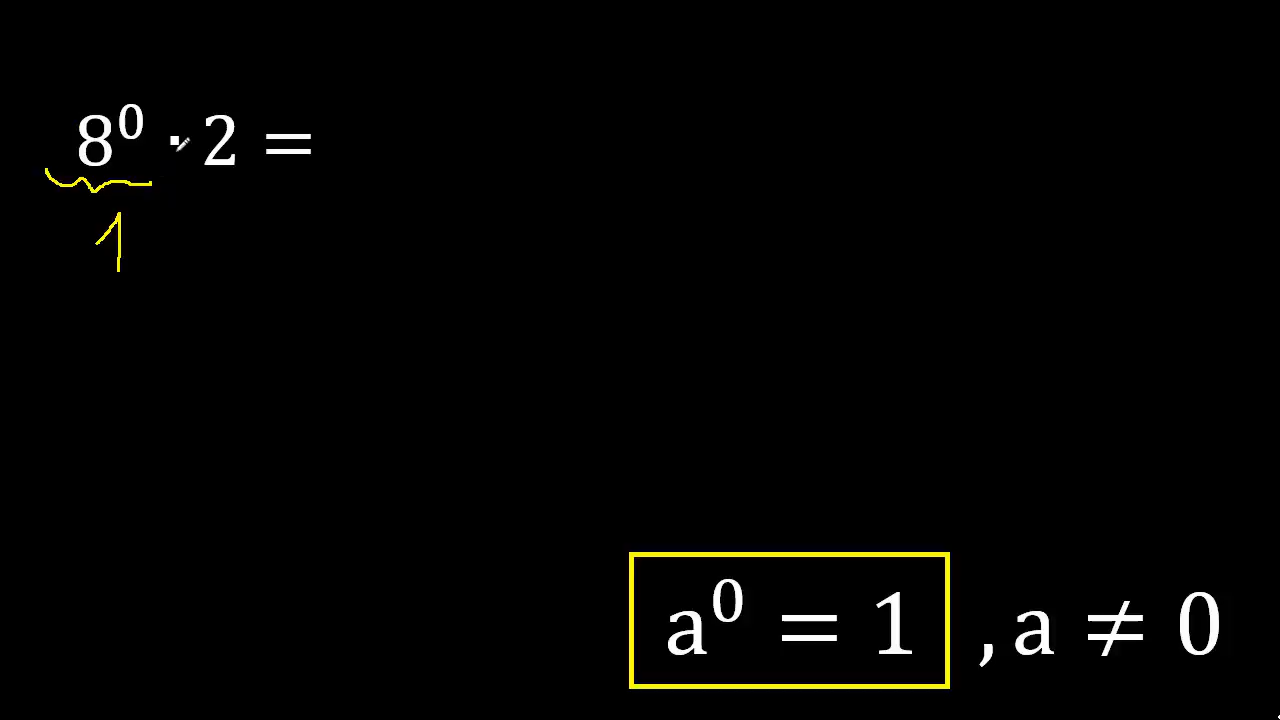 8⁰ · 2 =
1
a⁰ = 1 , a ≠ 0